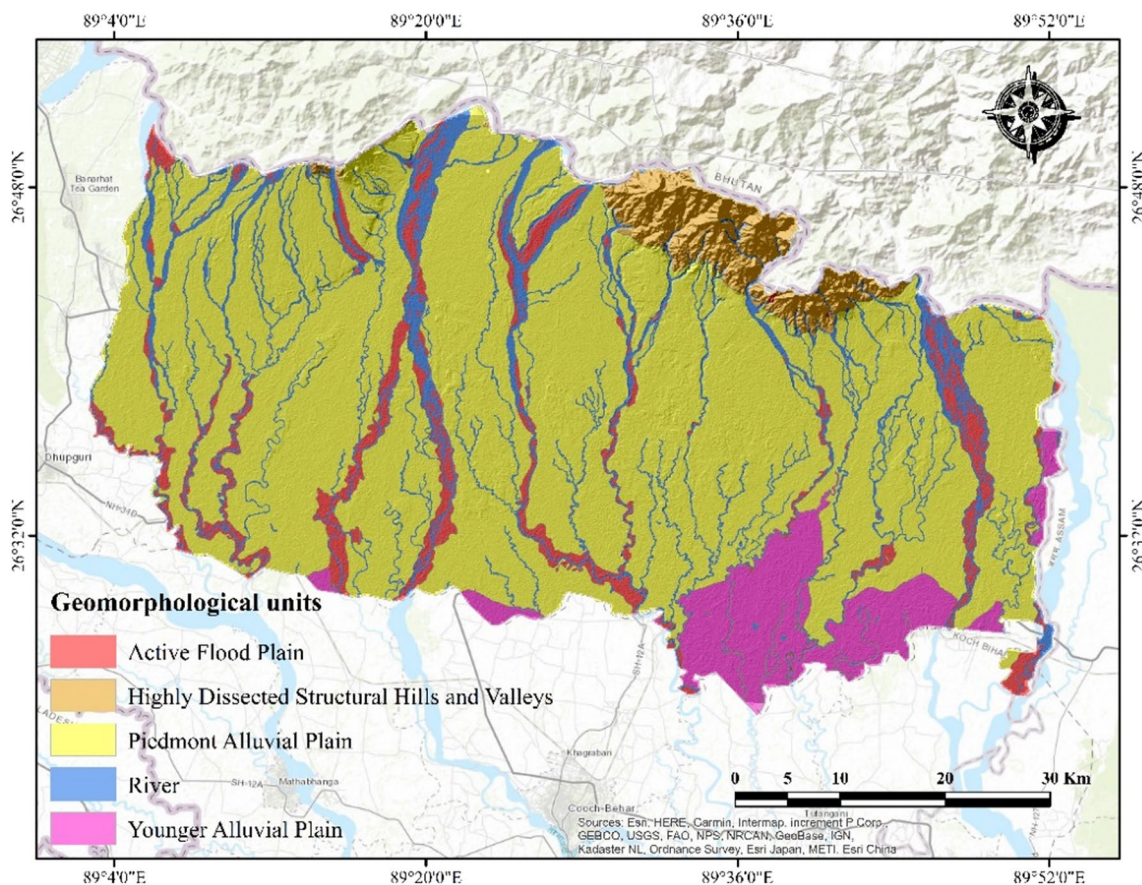 89°4'0"E 89°20'0"E 89°36'0"E 89°52'0"E
26°48'0"N
26°48'0"N
Banarhat
Tea Garden
BHUTAN
Dhupguri
NH31D
26°32'0"N
26°32'0"N
ASSAM
KOCH BIHAR
SH-12A
Geomorphological units
Active Flood Plain
Highly Dissected Structural Hills and Valleys
Piedmont Alluvial Plain
River
Younger Alluvial Plain
SH-12A
Mathabhanga
Khagrabari
Cooch-Behar
0 5 10 20 30 Km
Sources: Esri, HERE, Garmin, Intermap, increment P Corp.,
GEBCO, USGS, FAO, NPS, NRCAN, GeoBase, IGN,
Kadaster NL, Ordnance Survey, Esri Japan, METI, Esri China
89°4'0"E 89°20'0"E 89°36'0"E 89°52'0"E